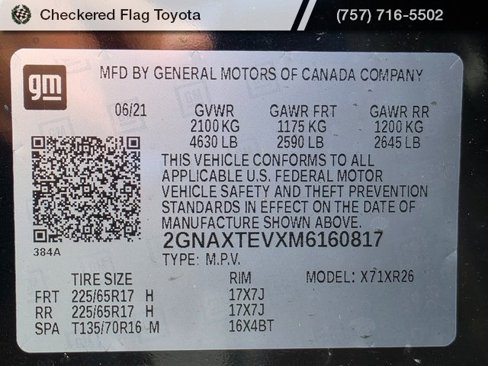 Checkered Flag Toyota (757) 716-5502
gm
MFD BY GENERAL MOTORS OF CANADA COMPANY
06/21 GVWR GAWR FRT GAWR RR
2100 KG 1175 KG 1200 KG
4630 LB 2590 LB 2645 LB
THIS VEHICLE CONFORMS TO ALL
APPLICABLE U.S. FEDERAL MOTOR
VEHICLE SAFETY AND THEFT PREVENTION
STANDARDS IN EFFECT ON THE DATE OF
MANUFACTURE SHOWN ABOVE.
384A
2GNAXTEVXM6160817
TYPE: M.P.V.
TIRE SIZE RIM MODEL: X71XR26
FRT 225/65R17 H 17X7J
RR 225/65R17 H 17X7J
SPA T135/70R16 M 16X4BT